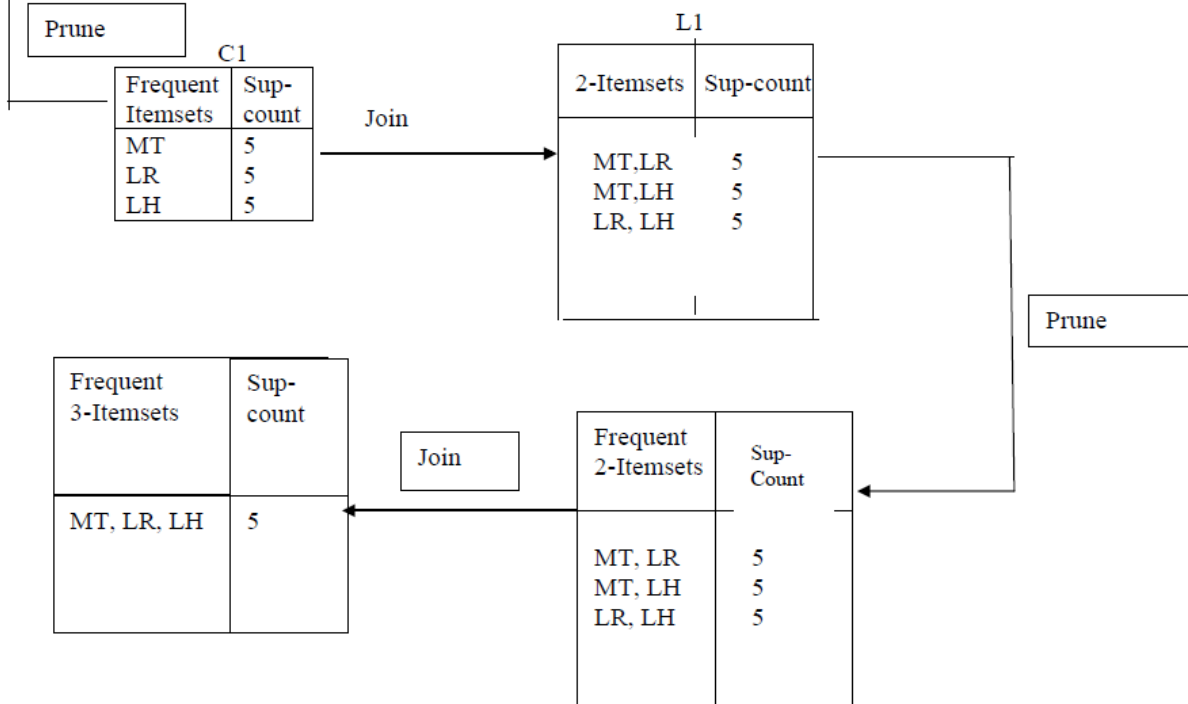 Prune
C1
Frequent Itemsets Sup-count
MT 5
LR 5
LH 5
Join
L1
2-Itemsets Sup-count
MT,LR 5
MT,LH 5
LR, LH 5
Prune
Frequent 3-Itemsets Sup-count
MT, LR, LH 5
Join
Frequent 2-Itemsets Sup-Count
MT, LR 5
MT, LH 5
LR, LH 5